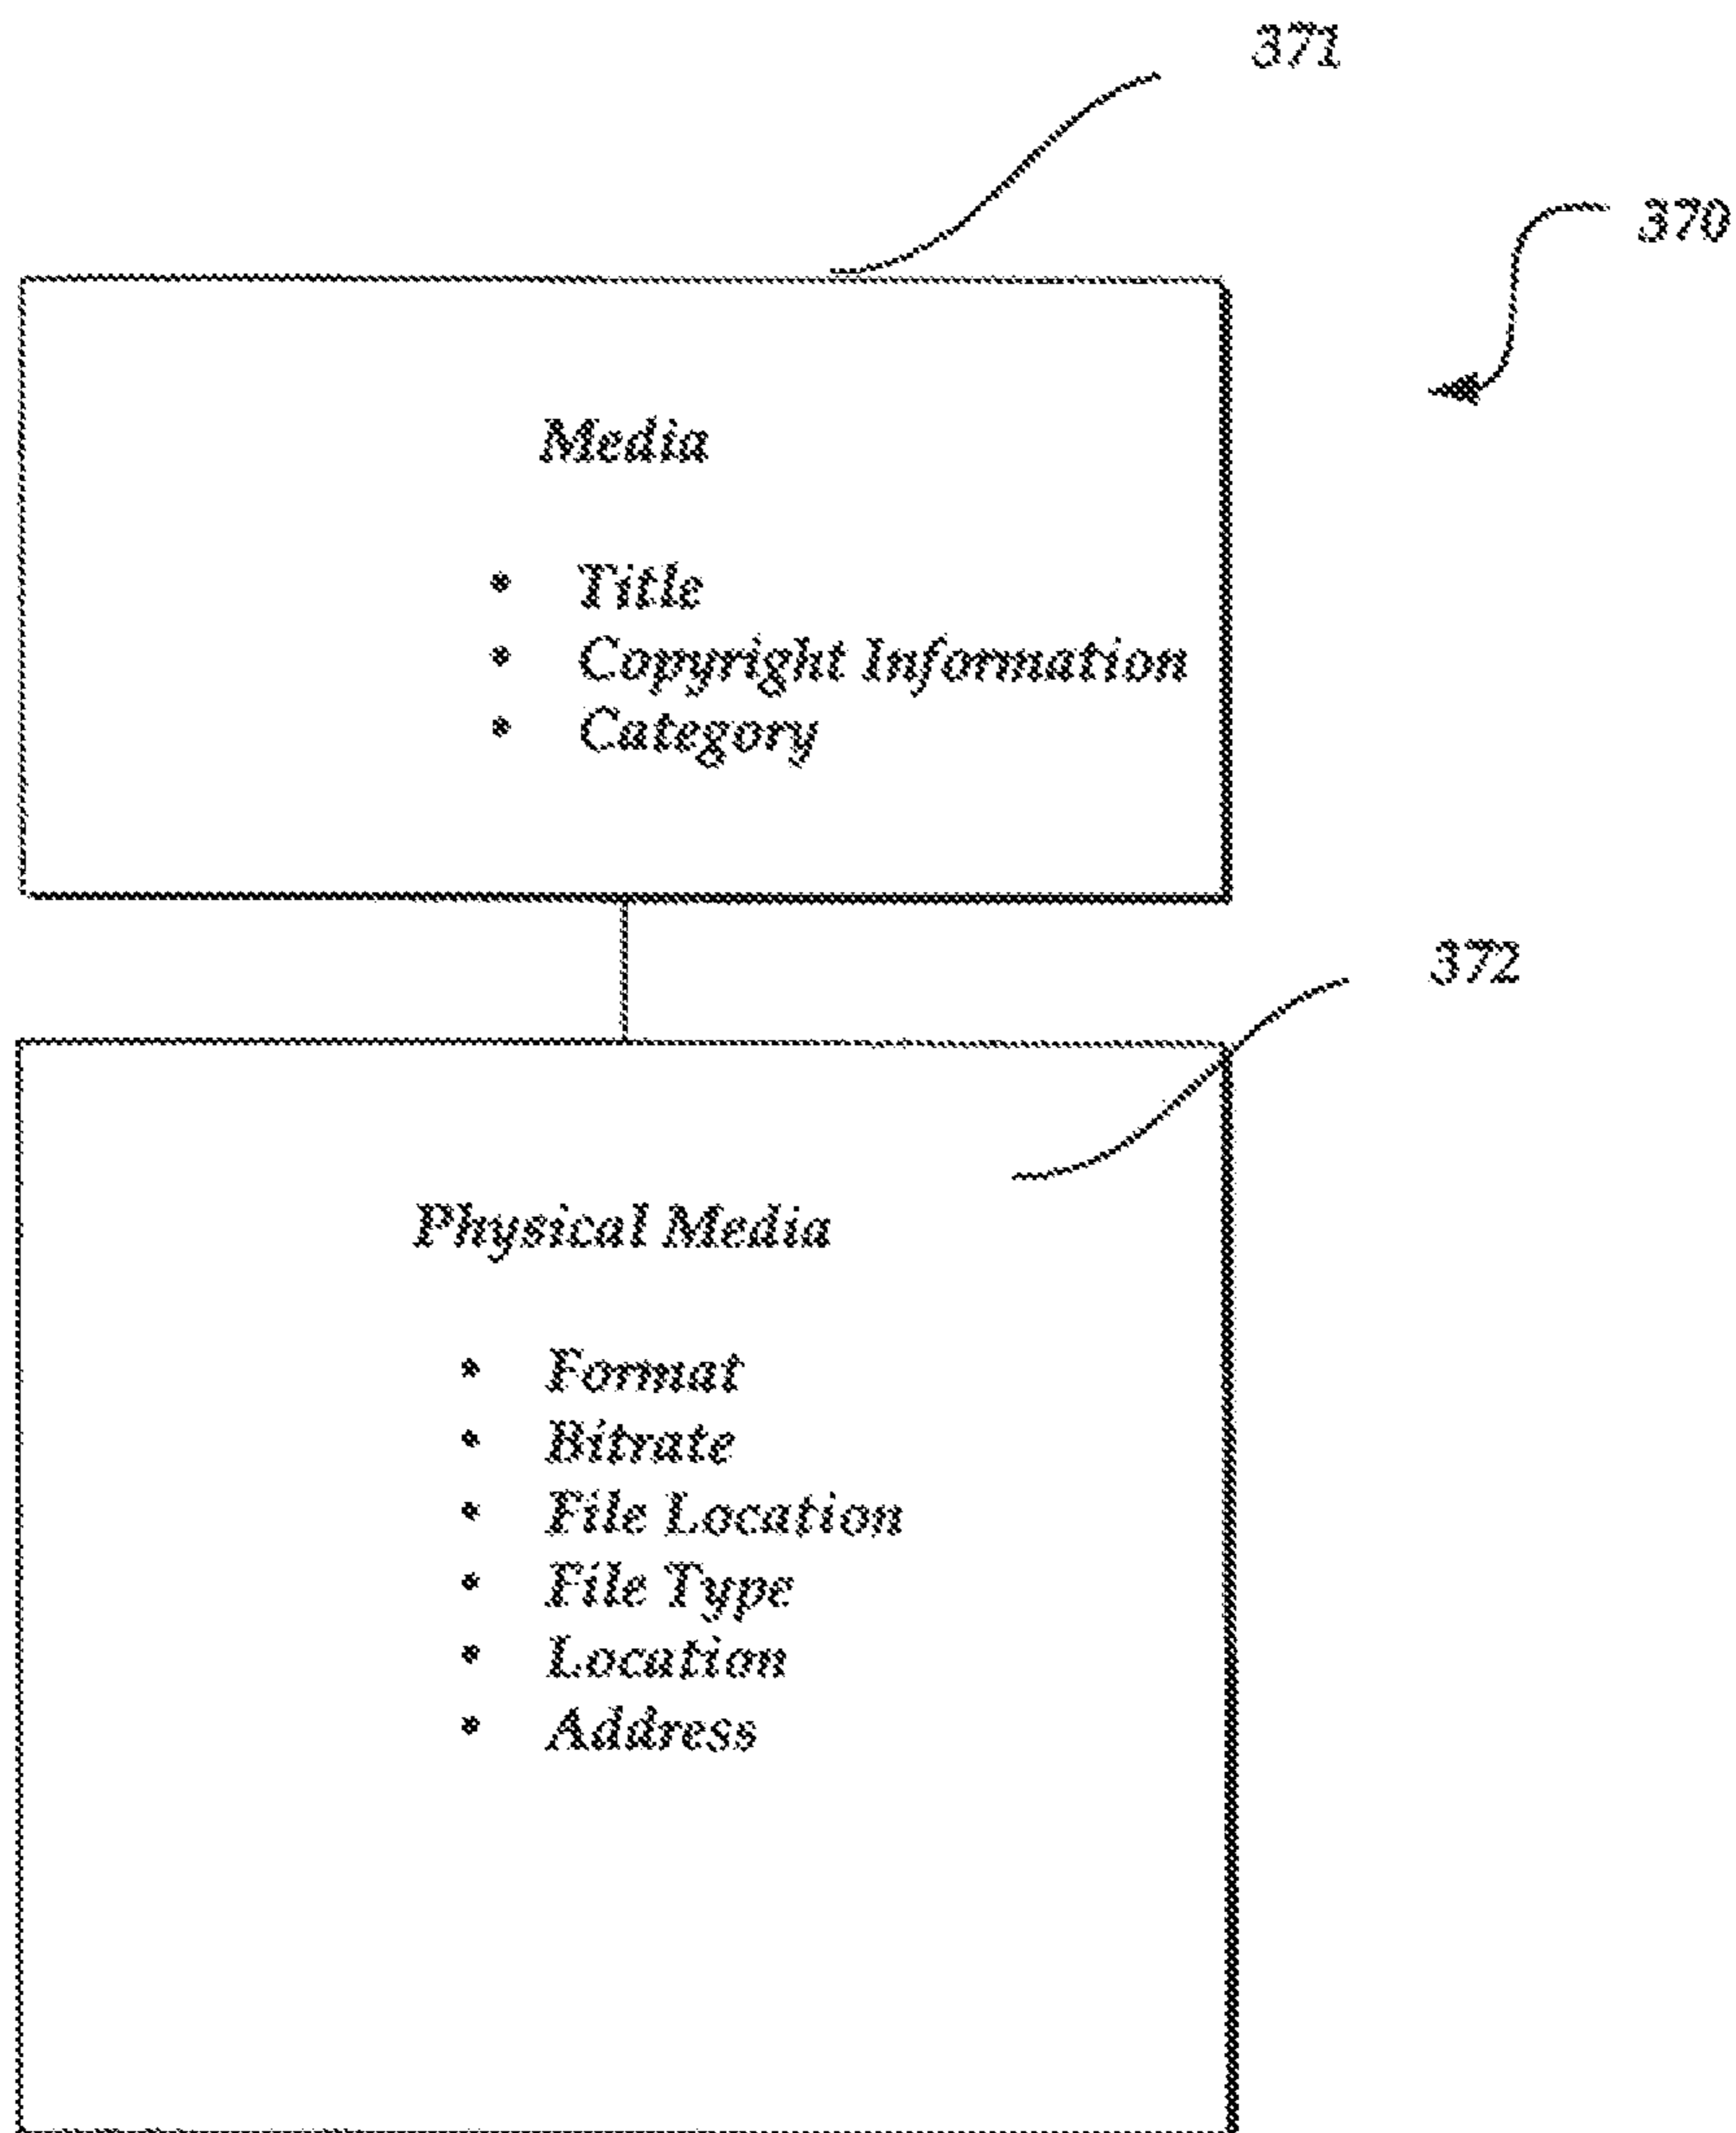 371
370
Media
• Title
• Copyright Information
• Category
372
Physical Media
• Format
• Bitrate
• File Location
• File Type
• Location
• Address